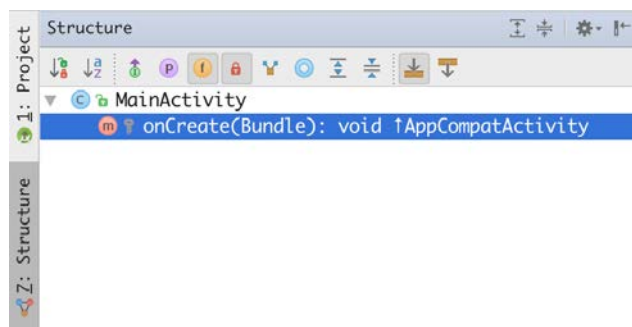 Structure
MainActivity
onCreate(Bundle): void ↑AppCompatActivity
1: Project
Z: Structure